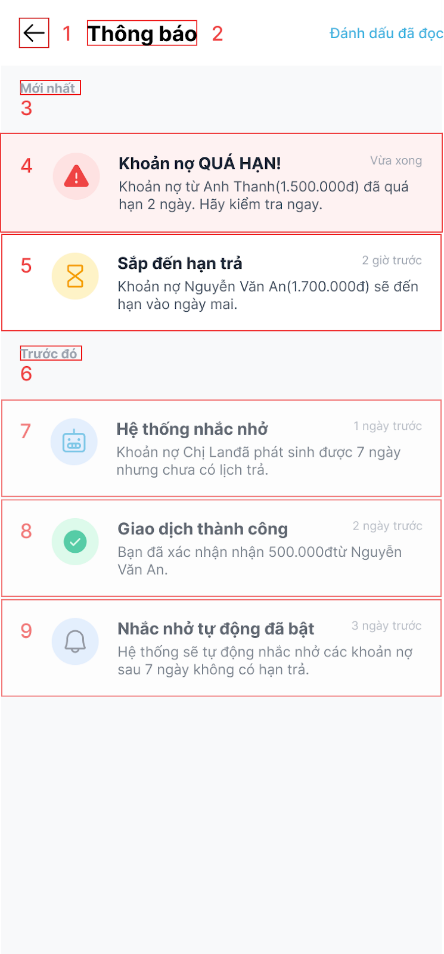 1 Thông báo 2 Đánh dấu đã đọc
Mới nhất
3
4 Khoản nợ QUÁ HẠN! Vừa xong
Khoản nợ từ Anh Thanh(1.500.000đ) đã quá
hạn 2 ngày. Hãy kiểm tra ngay.
5 Sắp đến hạn trả 2 giờ trước
Khoản nợ Nguyễn Văn An(1.700.000đ) sẽ đến
hạn vào ngày mai.
Trước đó
6
7 Hệ thống nhắc nhở 1 ngày trước
Khoản nợ Chị Lanđã phát sinh được 7 ngày
nhưng chưa có lịch trả.
8 Giao dịch thành công 2 ngày trước
Bạn đã xác nhận nhận 500.000đtừ Nguyễn
Văn An.
9 Nhắc nhở tự động đã bật 3 ngày trước
Hệ thống sẽ tự động nhắc nhở các khoản nợ
sau 7 ngày không có hạn trả.